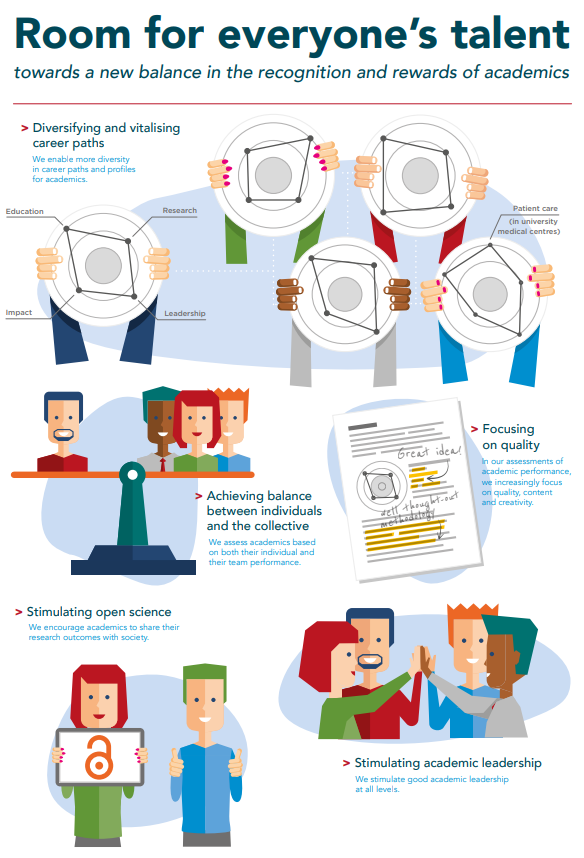 Room for everyone's talent
towards a new balance in the recognition and rewards of academics
> Diversifying and vitalising
career paths
We enable more diversity
in career paths and profiles
for academics.
Education
Research
Impact
Leadership
Patient care
(in university
medical centres)
> Achieving balance
between individuals
and the collective
We assess academics based
on both their individual and
their team performance.
Great idea!
dell thought-out
methodology
> Focusing
on quality
In our assessments of
academic performance,
we increasingly focus
on quality, content
and creativity.
> Stimulating open science
We encourage academics to share their
research outcomes with society.
> Stimulating academic leadership
We stimulate good academic leadership
at all levels.